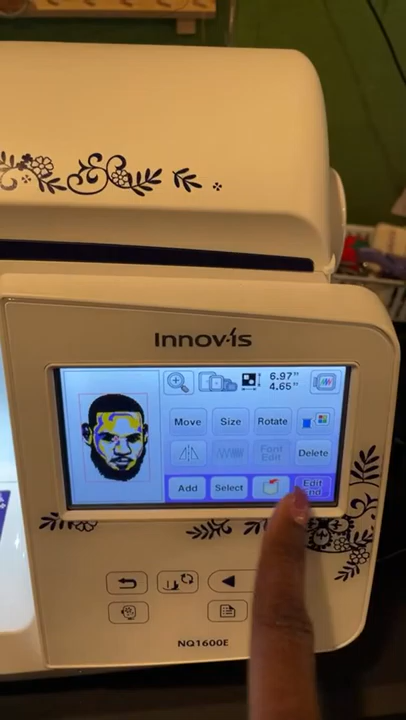 INNOV-IS
6.97"
4.65"
Move Size Rotate
Font
Edit
Delete
Add Select Edit
End
NQ1600E